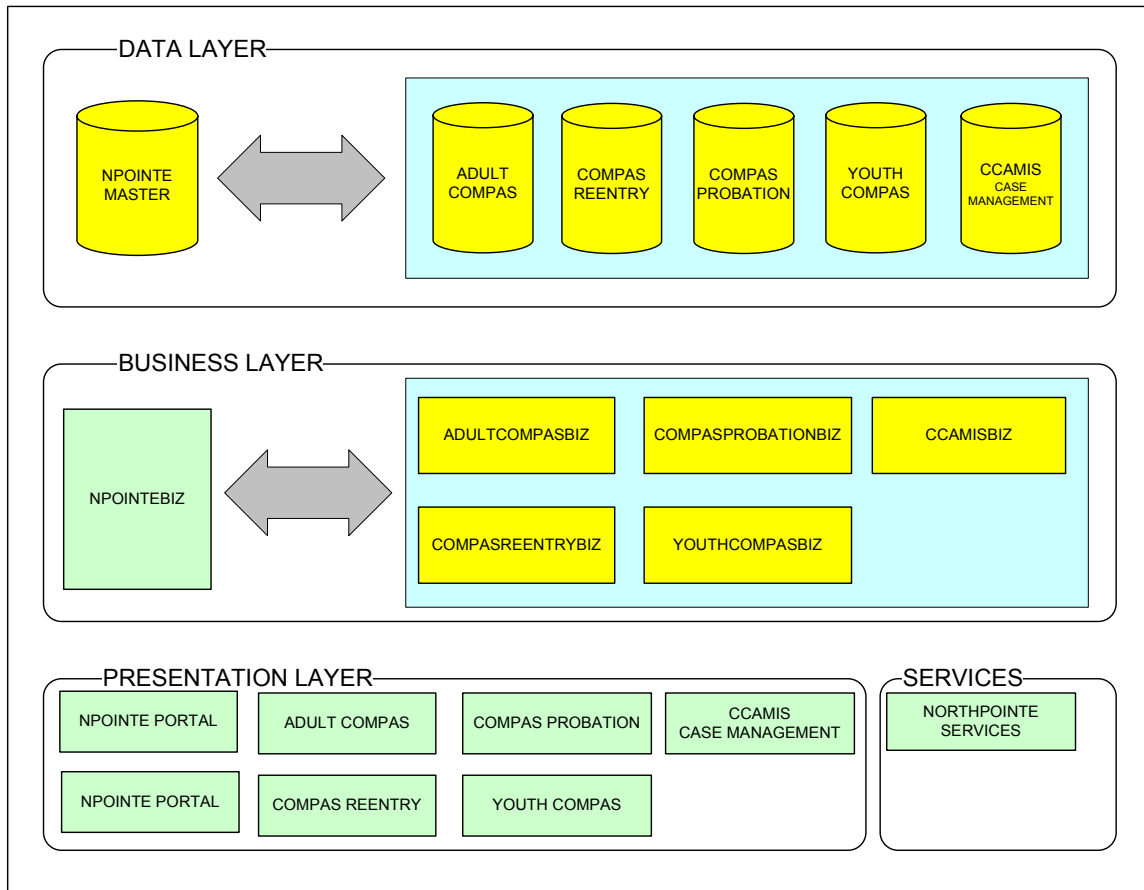 DATA LAYER
NPOINTE
MASTER
ADULT
COMPAS
COMPAS
REENTRY
COMPAS
PROBATION
YOUTH
COMPAS
CCAMIS
CASE
MANAGEMENT
BUSINESS LAYER
NPOINTEBIZ
ADULTCOMPASBIZ
COMPASPROBATIONBIZ
CCAMISBIZ
COMPASREENTRYBIZ
YOUTHCOMPASBIZ
PRESENTATION LAYER
NPOINTE PORTAL
ADULT COMPAS
COMPAS PROBATION
CCAMIS
CASE MANAGEMENT
NPOINTE PORTAL
COMPAS REENTRY
YOUTH COMPAS
SERVICES
NORTHPOINTE
SERVICES